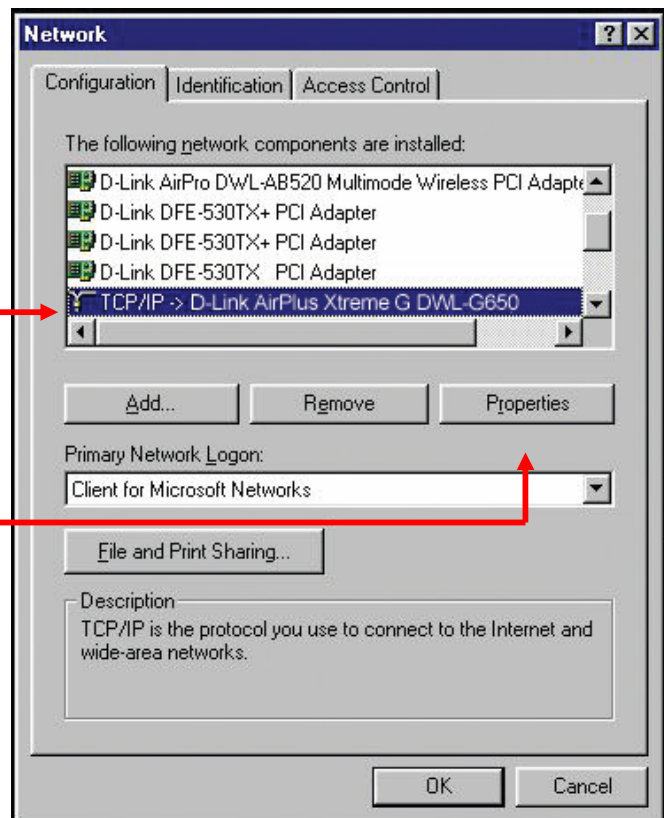 Network
Configuration Identification Access Control
The following network components are installed:
D-Link AirPro DWL-AB520 Multimode Wireless PCI Adapte
D-Link DFE-530TX+ PCI Adapter
D-Link DFE-530TX+ PCI Adapter
D-Link DFE-530TX PCI Adapter
TCP/IP -> D-Link AirPlus Xtreme G DWL-G650
Add... Remove Properties
Primary Network Logon:
Client for Microsoft Networks
File and Print Sharing...
Description
TCP/IP is the protocol you use to connect to the Internet and
wide-area networks.
OK Cancel